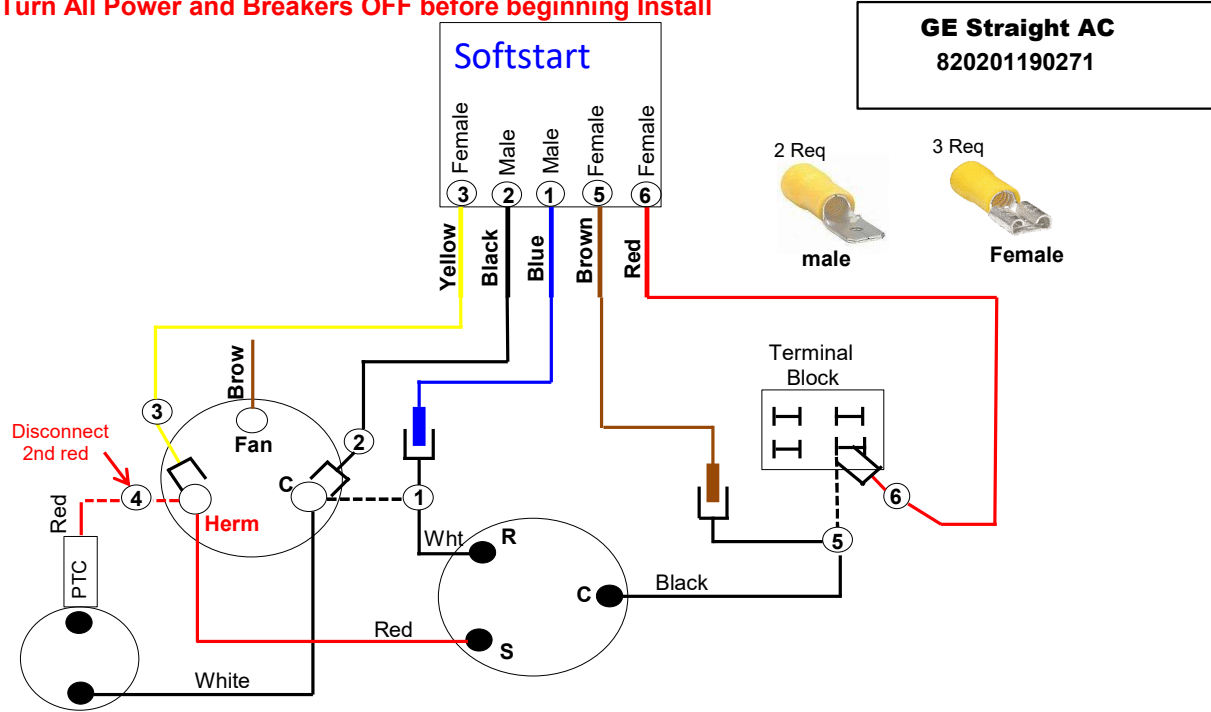 Turn All Power and Breakers OFF before beginning Install
GE Straight AC
820201190271
Softstart
Female
Male
Male
Female
Female
3
2
1
5
6
Yellow
Black
Blue
Brown
Red
2 Req
male
3 Req
Female
Terminal
Block
Brow
Fan
3
2
Disconnect
2nd red
4
Red
Herm
C
1
6
5
PTC
Wht
R
C
Black
S
Red
White